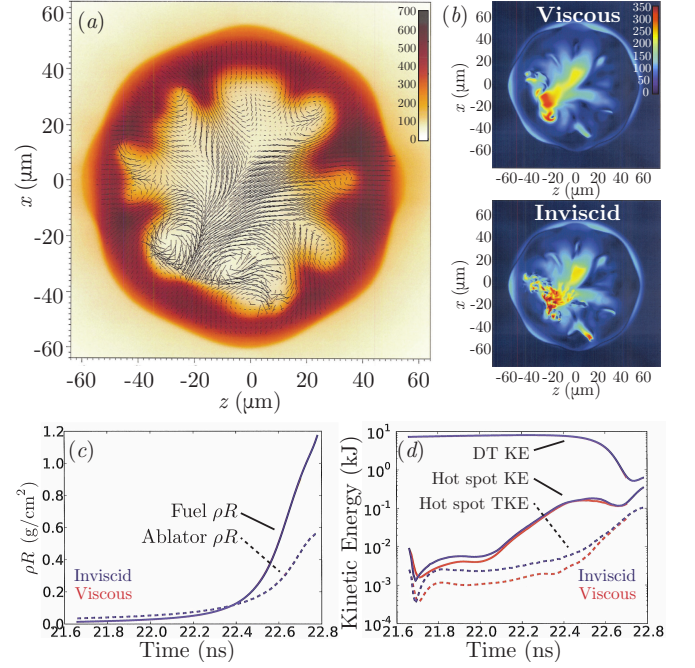 (a)
60
40
20
0
-20
-40
-60
x (μm)
-60 -40 -20 0 20 40 60
z (μm)
700
600
500
400
300
200
100
0
(b)
Viscous
350
300
250
200
150
100
50
0
60
40
20
0
-20
-40
-60
x (μm)
-60 -40 -20 0 20 40 60
z (μm)
Inviscid
60
40
20
0
-20
-40
-60
x (μm)
-60 -40 -20 0 20 40 60
z (μm)
(c)
1.2
1.0
0.8
0.6
0.4
0.2
0.0
ρR (g/cm²)
Fuel ρR
Ablator ρR
Inviscid
Viscous
21.6 21.8 22.0 22.2 22.4 22.6 22.8
Time (ns)
(d)
10¹
10⁰
10⁻¹
10⁻²
10⁻³
10⁻⁴
Kinetic Energy (kJ)
DT KE
Hot spot KE
Hot spot TKE
Inviscid
Viscous
21.6 21.8 22.0 22.2 22.4 22.6 22.8
Time (ns)